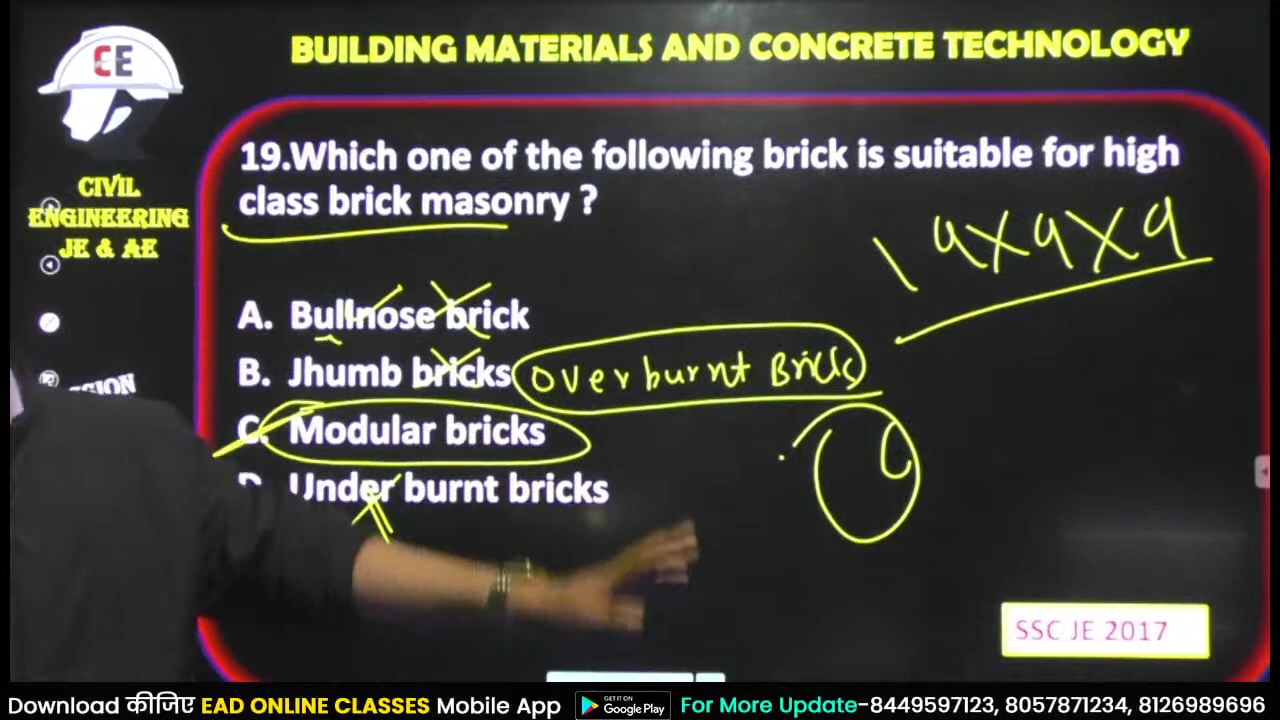 CE
BUILDING MATERIALS AND CONCRETE TECHNOLOGY
CIVIL
ENGINEERING
JE & AE
19.Which one of the following brick is suitable for high
class brick masonry ?
19X9X9
A. Bullnose brick
B. Jhumb bricks Over burnt Bricks
C. Modular bricks
D. Under burnt bricks
SSC JE 2017
Download कीजिए EAD ONLINE CLASSES Mobile App GET IT ON Google Play For More Update-8449597123, 8057871234, 8126989696